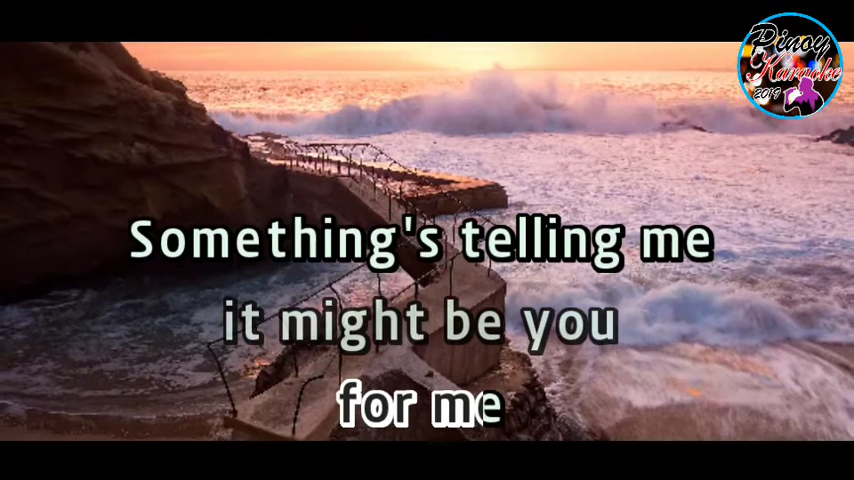 Pinoy
Karaoke
2019
Something's telling me
it might be you
for me